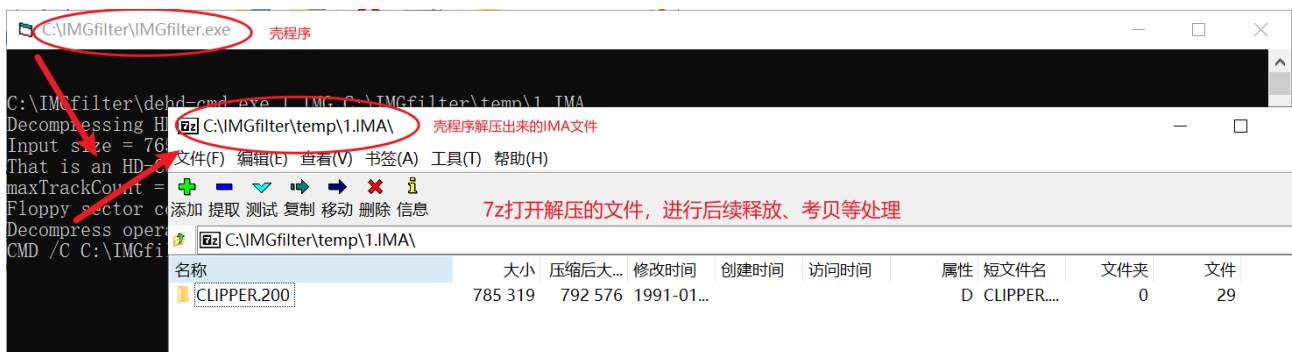 C:\IMGfilter\IMGfilter.exe
壳程序
C:\IMGfilter\dehd-cmd.exe 1.IMG C:\IMGfilter\temp\1.IMA
Decompressing
Input size = 76
That is an HD-
maxTrackCount =
Floppy sector
Decompress opera
CMD /C C:\IMGfi
C:\IMGfilter\temp\1.IMA\
壳程序解压出来的IMA文件
文件(F) 编辑(E) 查看(V) 书签(A) 工具(T) 帮助(H)
添加 提取 测试 复制 移动 删除 信息
7z打开解压的文件，进行后续释放、考贝等处理
C:\IMGfilter\temp\1.IMA\
名称 大小 压缩后大... 修改时间 创建时间 访问时间 属性 短文件名 文件夹 文件
CLIPPER.200 785 319 792 576 1991-01... D CLIPPER.... 0 29